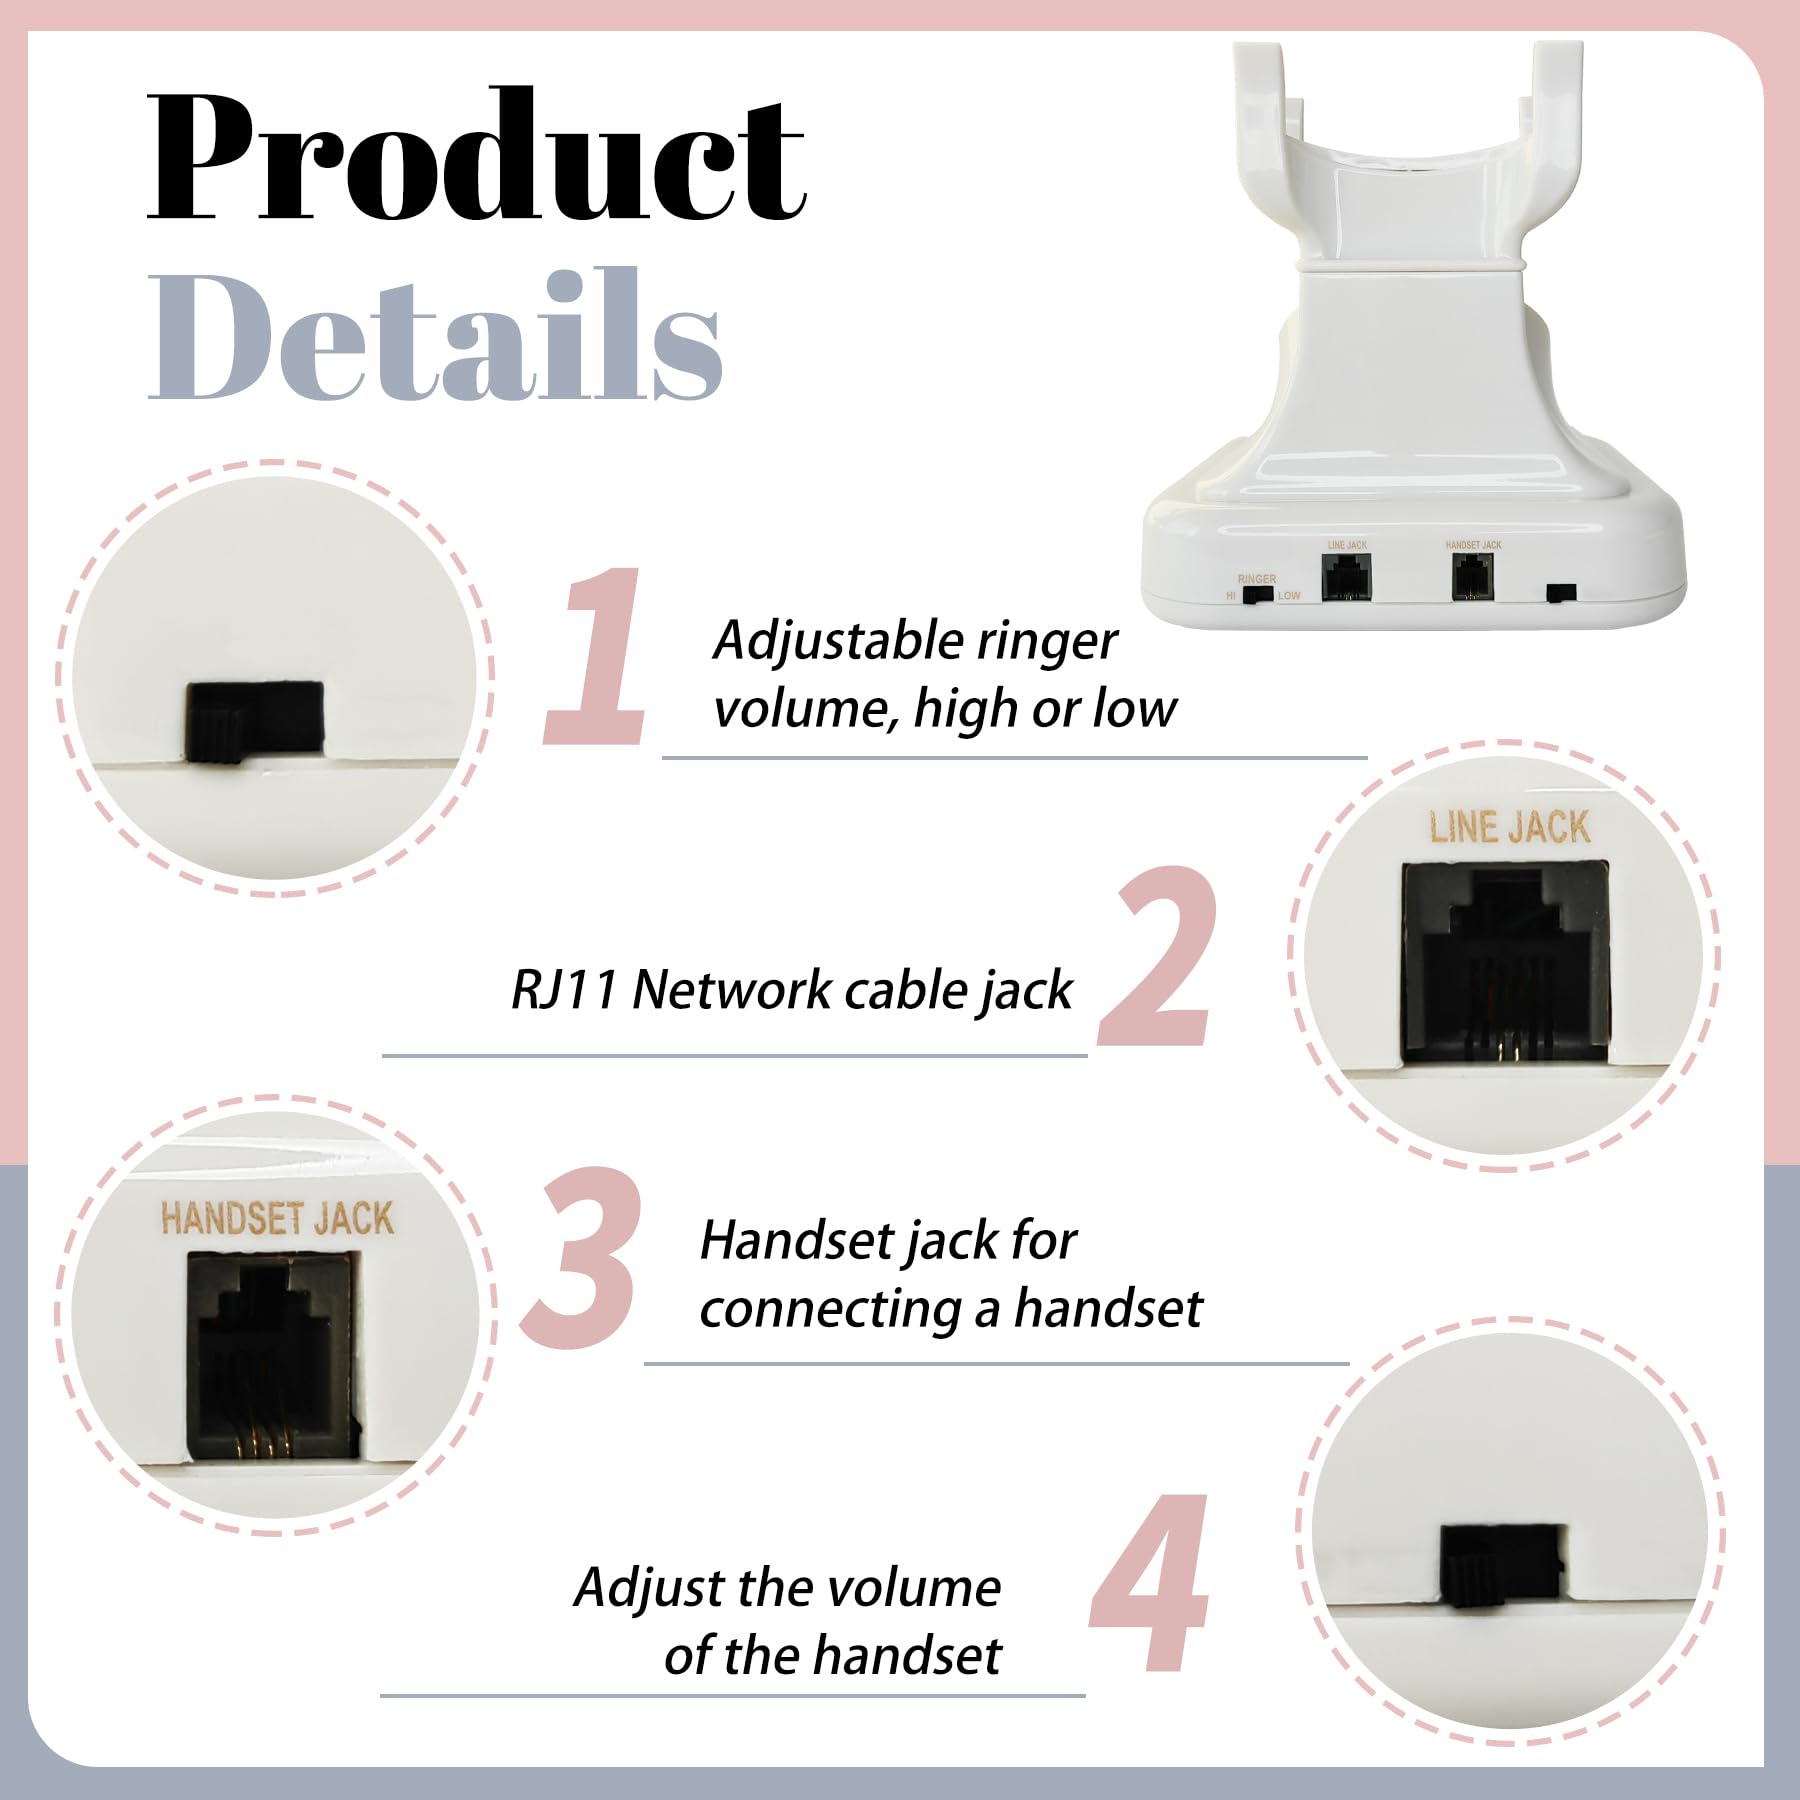 Product
Details
LINE JACK
HANDSET JACK
RINGER
HI
LOW
1
Adjustable ringer
volume, high or low
LINE JACK
2
RJ11 Network cable jack
HANDSET JACK
3
Handset jack for
connecting a handset
4
Adjust the volume
of the handset